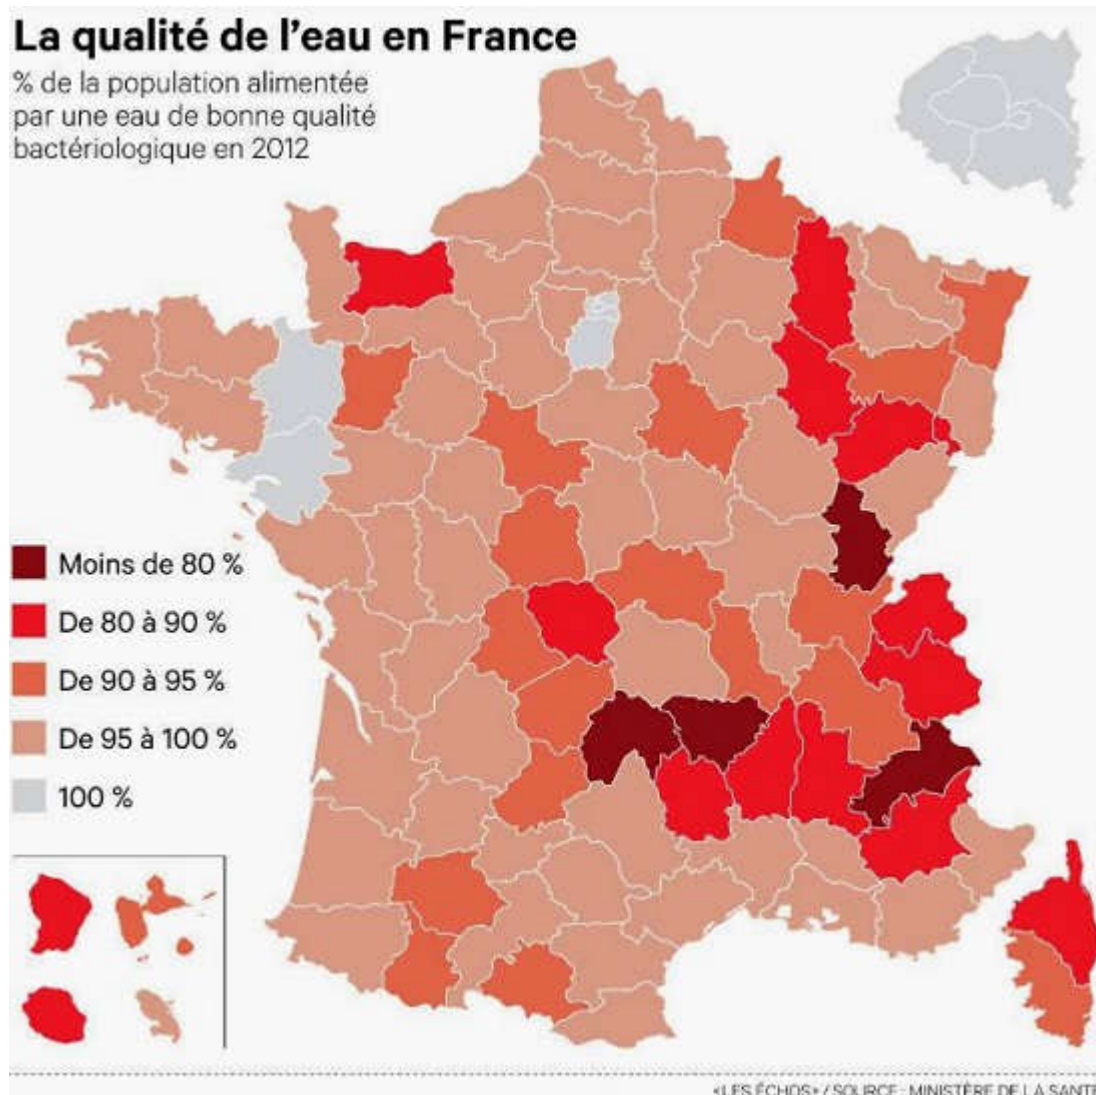 La qualité de l'eau en France
% de la population alimentée
par une eau de bonne qualité
bactériologique en 2012
Moins de 80 %
De 80 à 90 %
De 90 à 95 %
De 95 à 100 %
100 %
«LES ÉCHOS» / SOURCE : MINISTÈRE DE LA SANTÉ